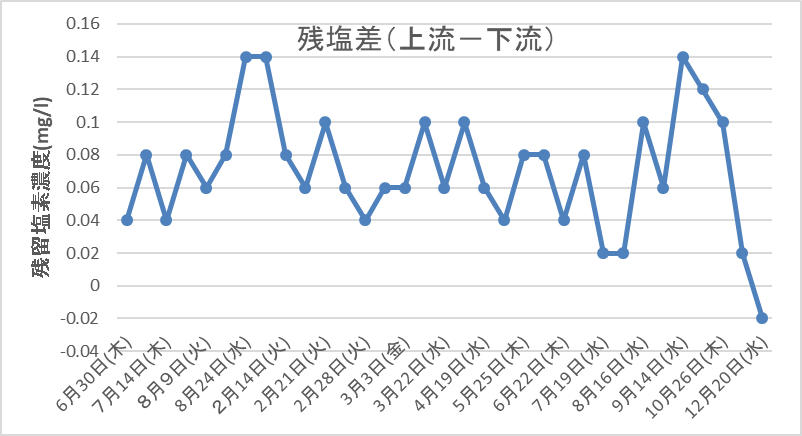 残塩差（上流－下流）
残留塩素濃度(mg/l)
0.16
0.14
0.12
0.1
0.08
0.06
0.04
0.02
0
-0.02
-0.04
6月30日(木)
7月14日(木)
8月9日(火)
8月24日(水)
2月14日(火)
2月21日(火)
2月28日(火)
3月3日(金)
3月22日(水)
4月19日(水)
5月25日(木)
6月22日(木)
7月19日(水)
8月16日(水)
9月14日(水)
10月26日(木)
12月20日(水)